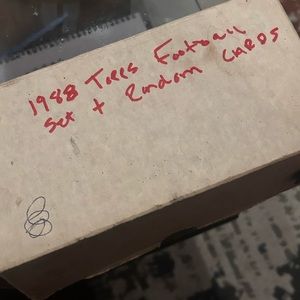 1988 Topps Football
Set + Random CARDS